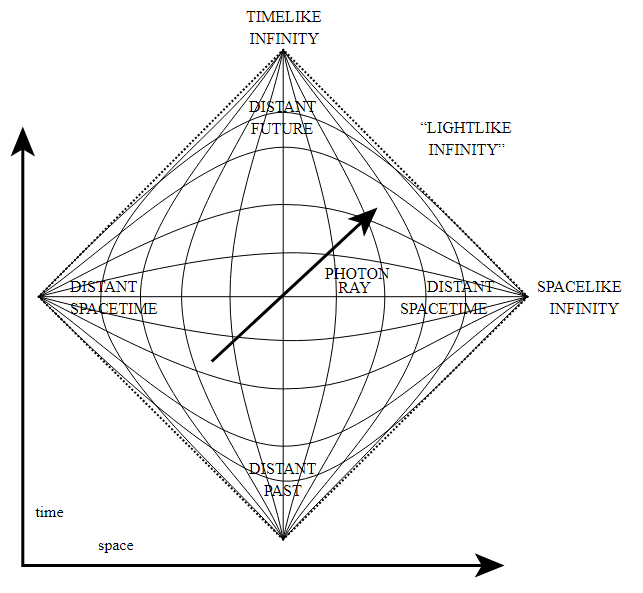 TIMELIKE
INFINITY
DISTANT
FUTURE
“LIGHTLIKE
INFINITY”
PHOTON
RAY
DISTANT
SPACETIME
DISTANT
SPACETIME
SPACELIKE
INFINITY
DISTANT
PAST
time
space